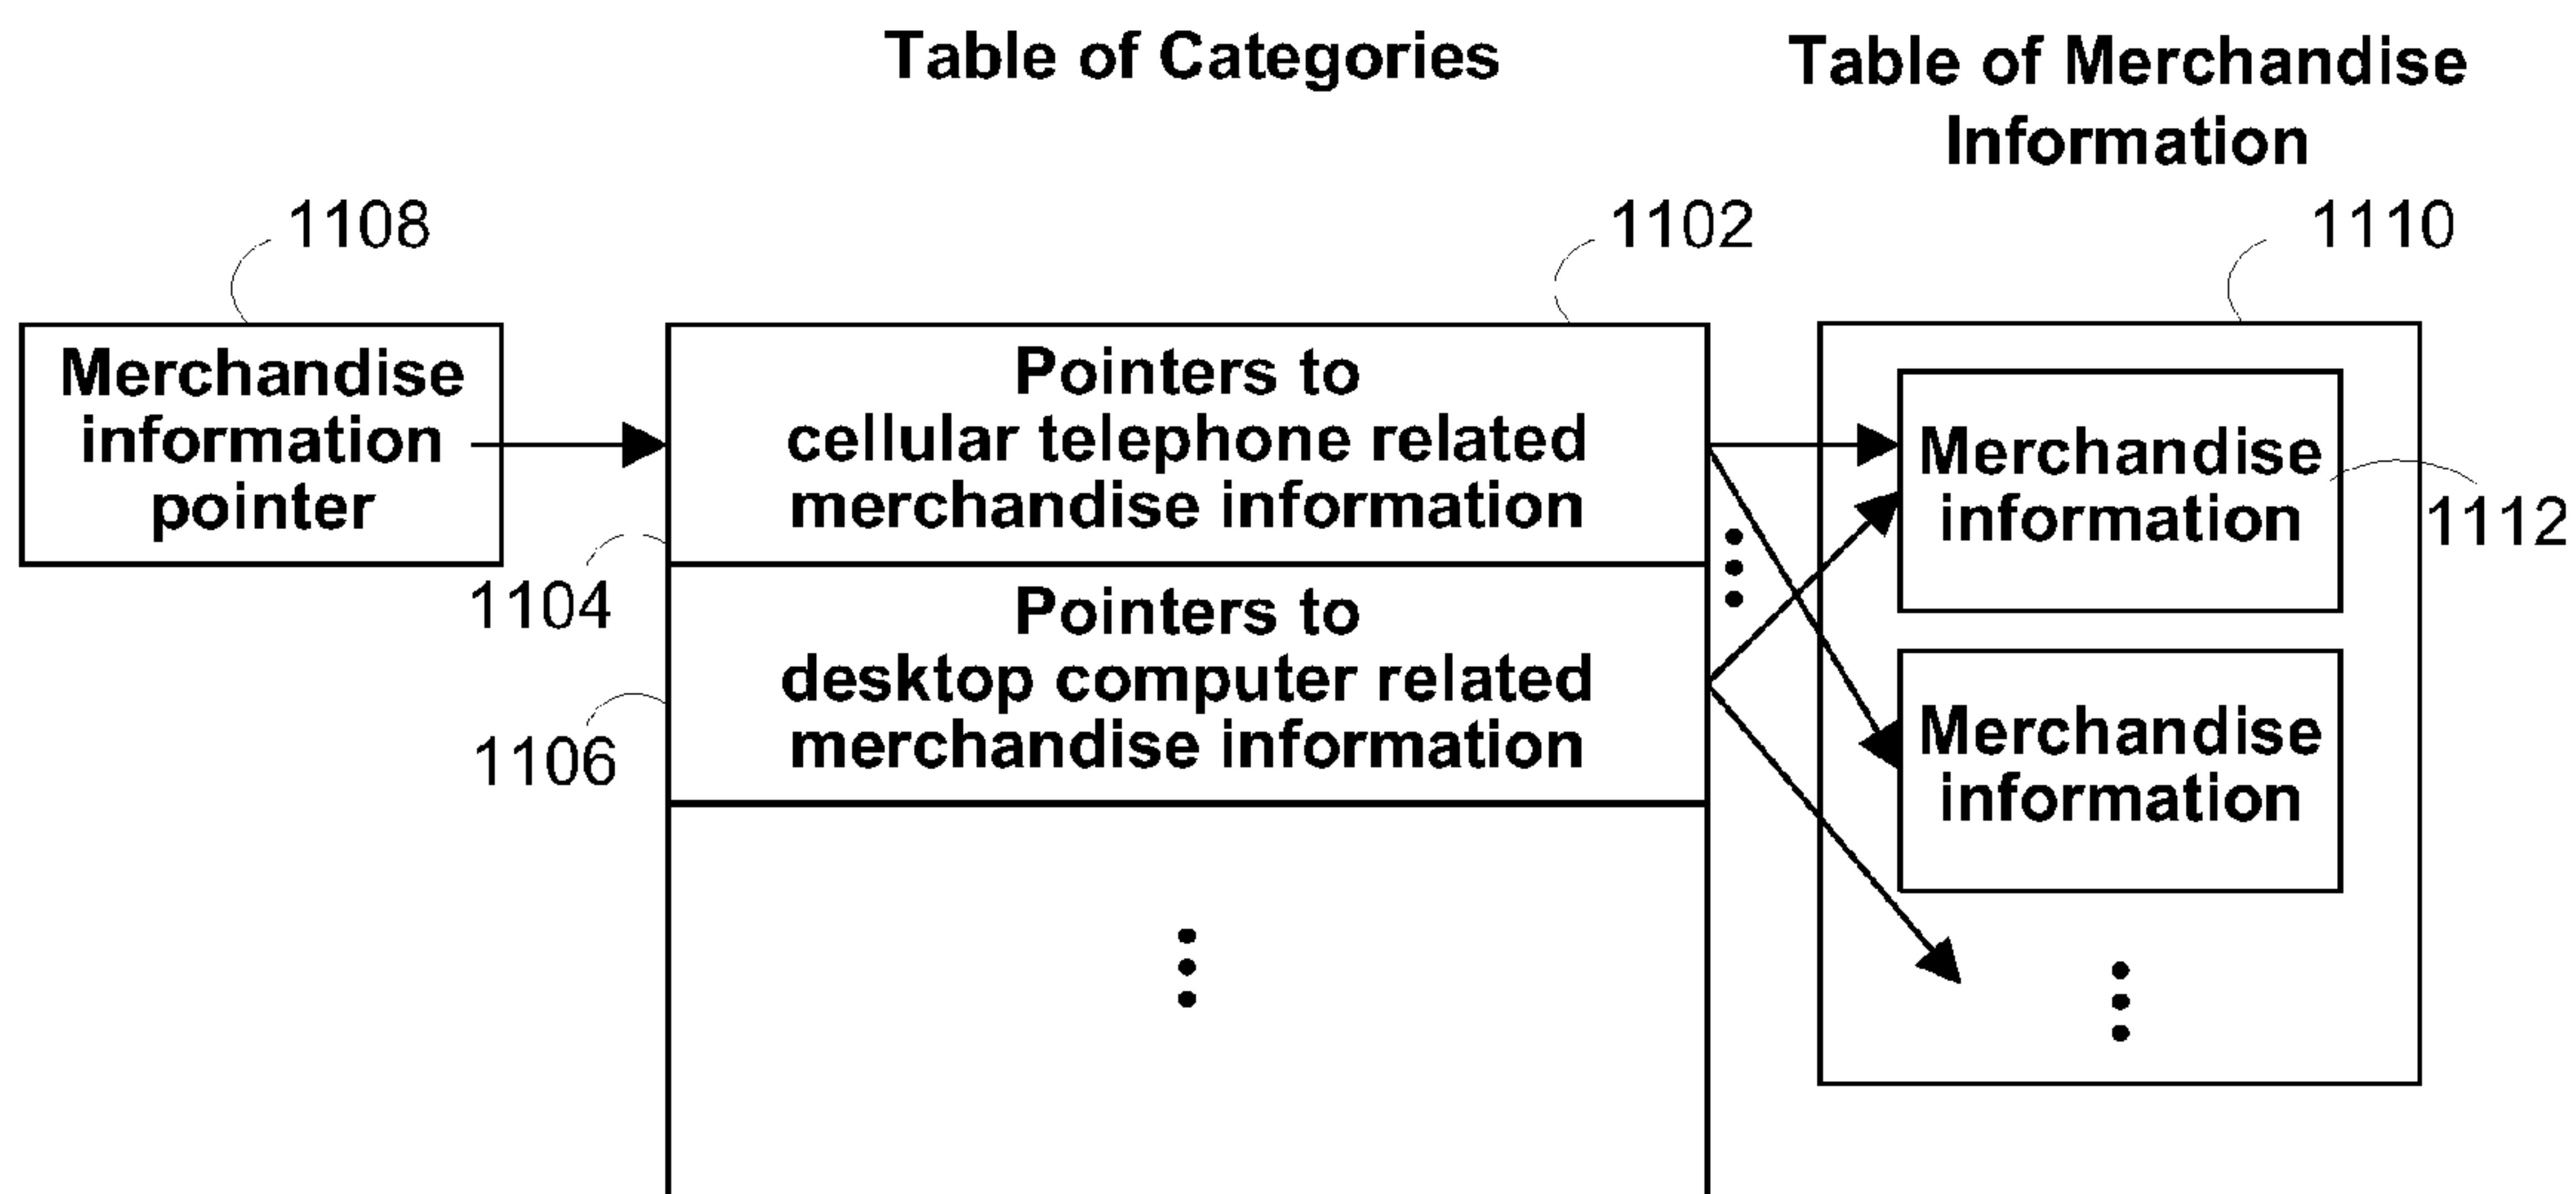 Table of Categories
Table of Merchandise
Information
1108
1102
1110
Merchandise
information
pointer
Pointers to
cellular telephone related
merchandise information
Merchandise
information
1112
1104
Pointers to
desktop computer related
merchandise information
1106
Merchandise
information